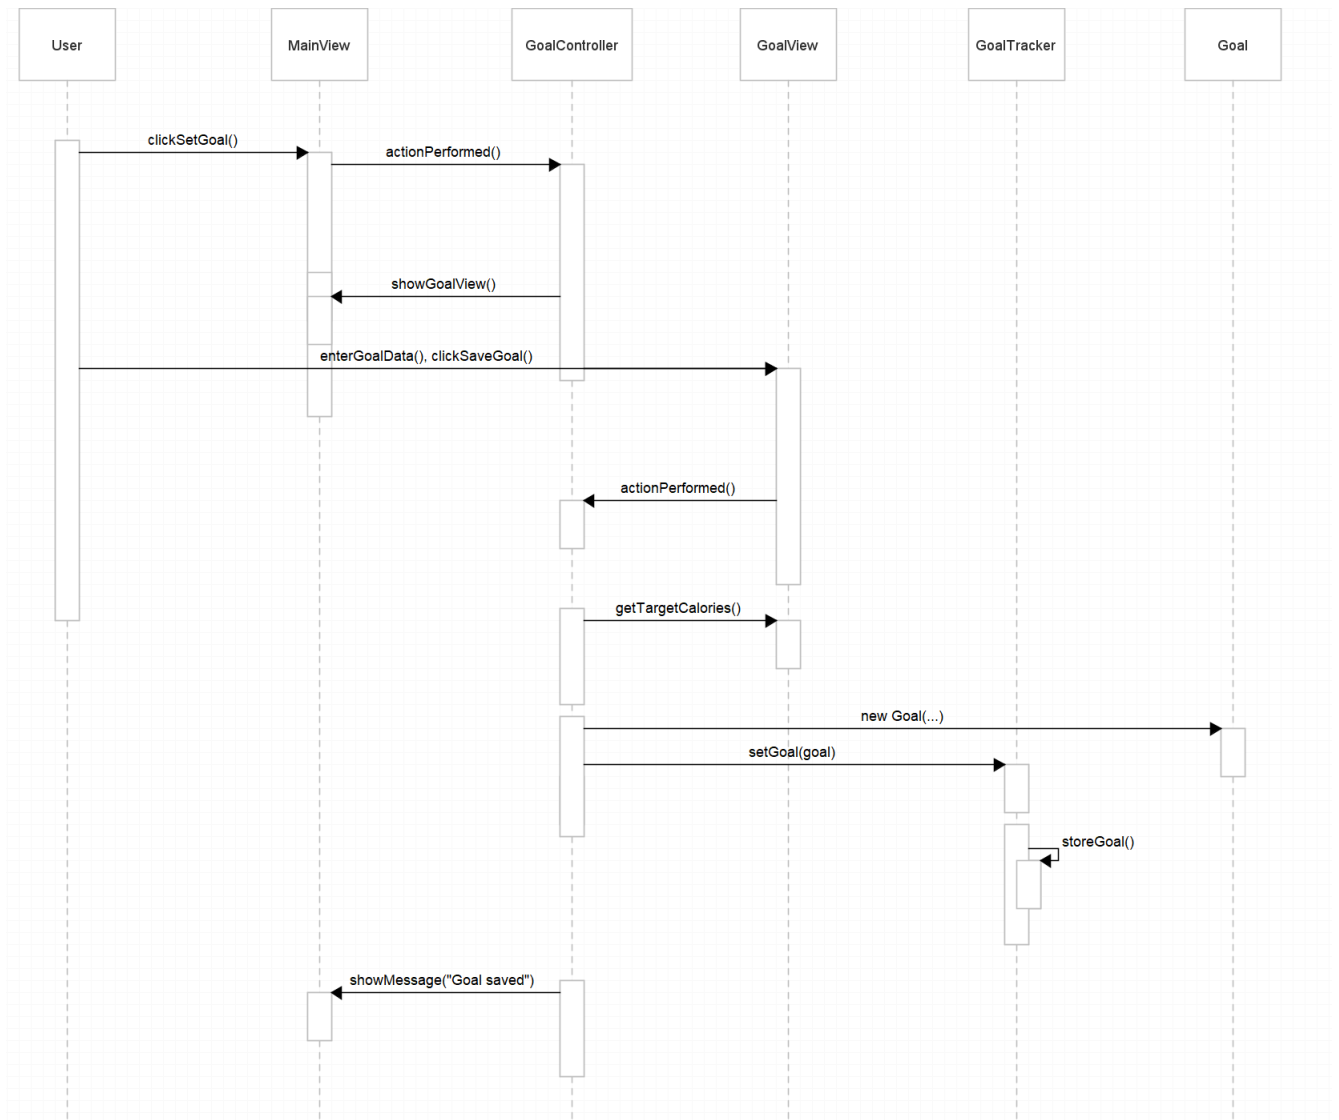 User
MainView
GoalController
GoalView
GoalTracker
Goal
clickSetGoal()
actionPerformed()
showGoalView()
enterGoalData(), clickSaveGoal()
actionPerformed()
getTargetCalories()
new Goal(...)
setGoal(goal)
storeGoal()
showMessage("Goal saved")